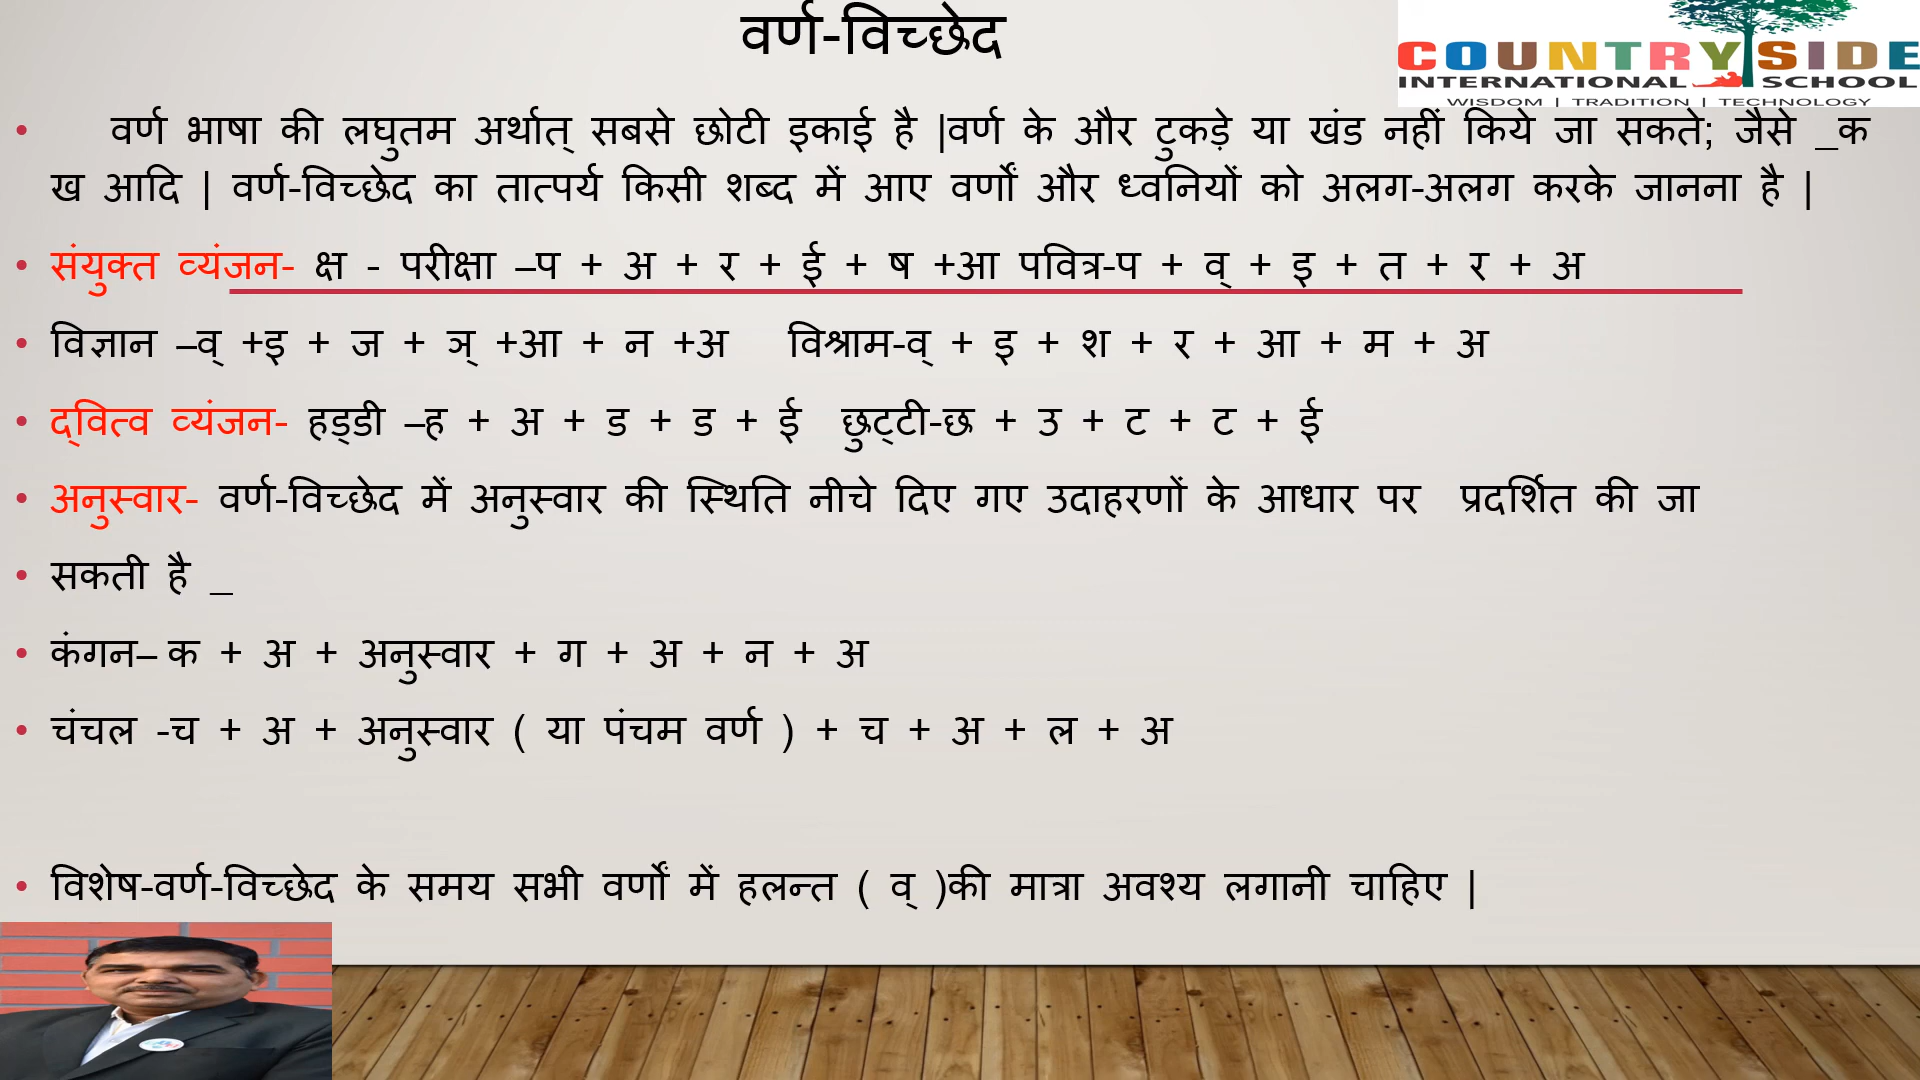 वर्ण-विच्छेद
COUNTRYSIDE
INTERNATIONAL SCHOOL
WISDOM | TRADITION | TECHNOLOGY
• वर्ण भाषा की लघुतम अर्थात् सबसे छोटी इकाई है |वर्ण के और टुकड़े या खंड नहीं किये जा सकते; जैसे _क
ख आदि | वर्ण-विच्छेद का तात्पर्य किसी शब्द में आए वर्णों और ध्वनियों को अलग-अलग करके जानना है |
• संयुक्त व्यंजन- क्ष - परीक्षा –प + अ + र + ई + ष +आ पवित्र-प + व् + इ + त + र + अ
• विज्ञान –व् +इ + ज + ञ् +आ + न +अ विश्राम-व् + इ + श + र + आ + म + अ
• द्‌वित्व व्यंजन- हड्‌डी –ह + अ + ड + ड + ई छुट्‌टी-छ + उ + ट + ट + ई
• अनुस्वार- वर्ण-विच्छेद में अनुस्वार की स्थिति नीचे दिए गए उदाहरणों के आधार पर प्रदर्शित की जा
• सकती है _
• कंगन– क + अ + अनुस्वार + ग + अ + न + अ
• चंचल -च + अ + अनुस्वार ( या पंचम वर्ण ) + च + अ + ल + अ
• विशेष-वर्ण-विच्छेद के समय सभी वर्णों में हलन्त ( व् )की मात्रा अवश्य लगानी चाहिए |